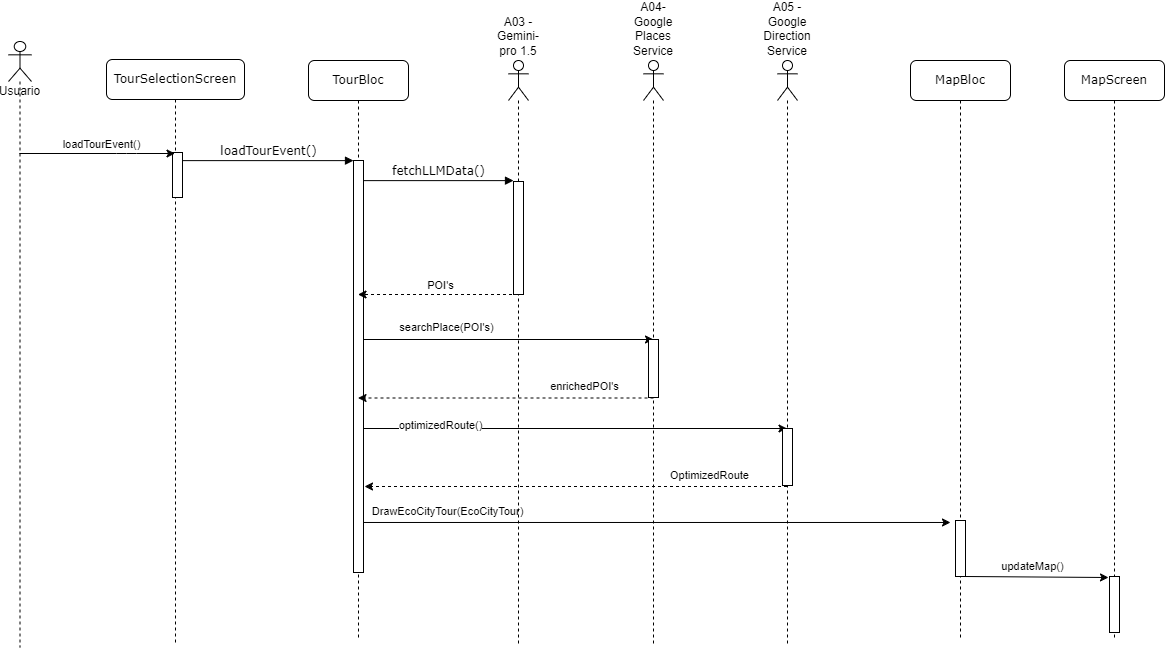 A03 -
Gemini-
pro 1.5
A04-
Google
Places
Service
A05 -
Google
Direction
Service
Usuario
TourSelectionScreen
TourBloc
MapBloc
MapScreen
loadTourEvent()
loadTourEvent()
fetchLLMData()
POI's
searchPlace(POI's)
enrichedPOI's
optimizedRoute()
OptimizedRoute
DrawEcoCityTour(EcoCityTour)
updateMap()